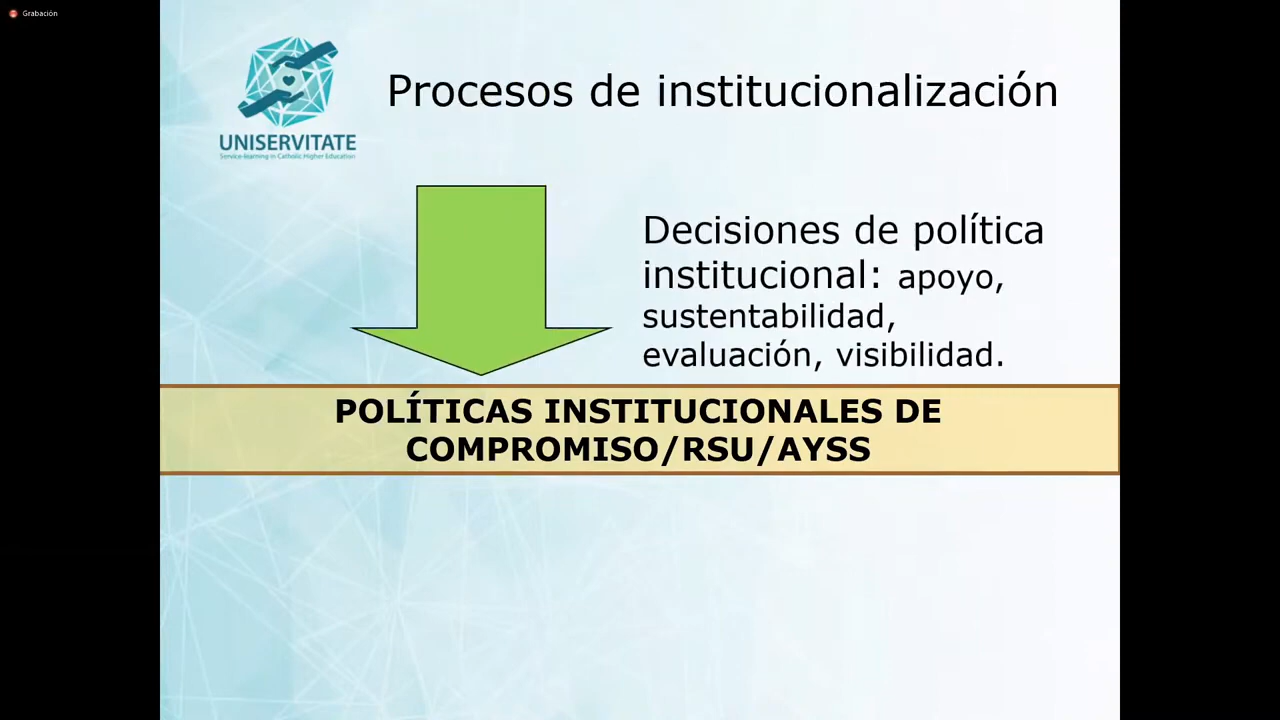 Grabación
Procesos de institucionalización
UNISERVITATE
Service-learning in Catholic Higher Education
Decisiones de política
institucional: apoyo,
sustentabilidad,
evaluación, visibilidad.
POLÍTICAS INSTITUCIONALES DE
COMPROMISO/RSU/AYSS